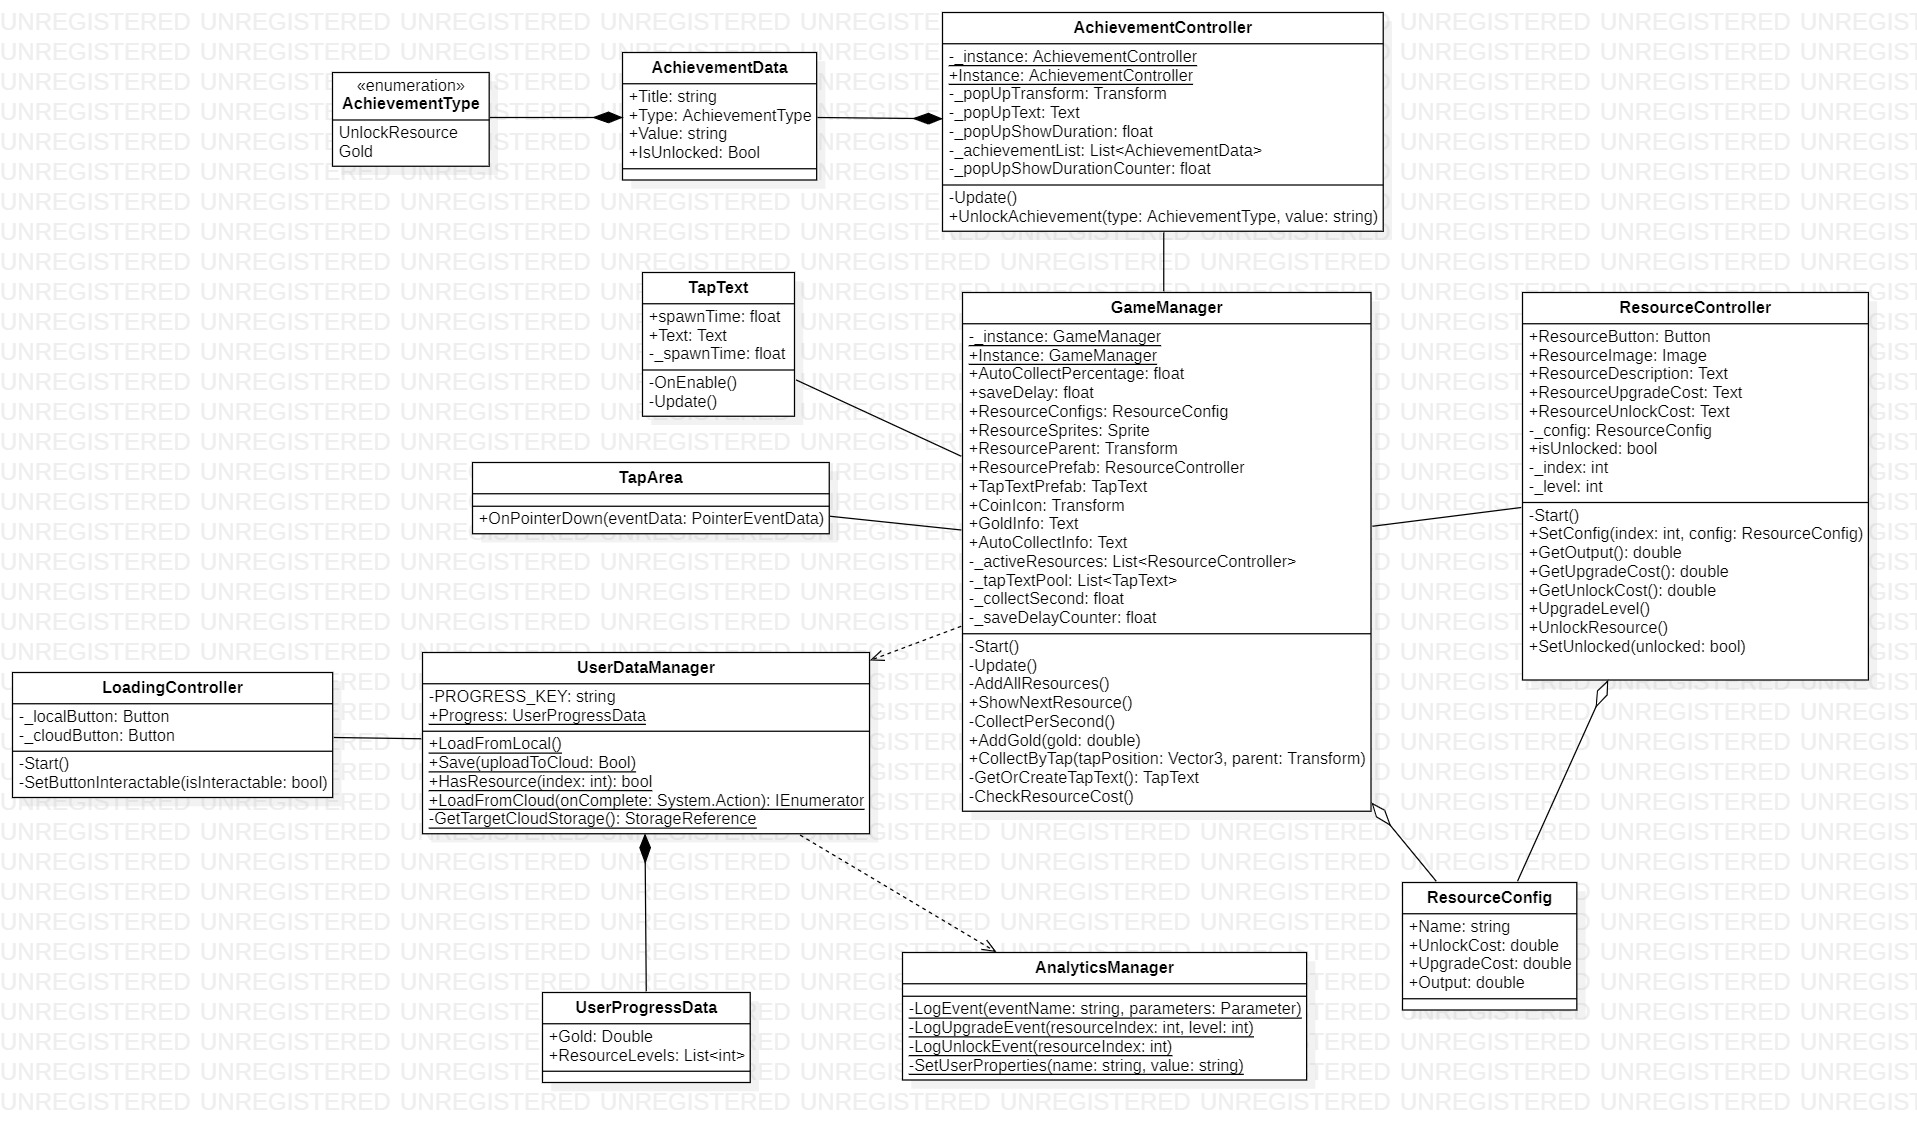 AchievementController
-_instance: AchievementController
+Instance: AchievementController
-_popUpTransform: Transform
-_popUpText: Text
-_popUpShowDuration: float
-_achievementList: List<AchievementData>
-_popUpShowDurationCounter: float
-Update()
+UnlockAchievement(type: AchievementType, value: string)
AchievementData
+Title: string
+Type: AchievementType
+Value: string
+IsUnlocked: Bool
«enumeration»
AchievementType
UnlockResource
Gold
TapText
+spawnTime: float
+Text: Text
-_spawnTime: float
-OnEnable()
-Update()
GameManager
-_instance: GameManager
+Instance: GameManager
+AutoCollectPercentage: float
+saveDelay: float
+ResourceConfigs: ResourceConfig
+ResourceSprites: Sprite
+ResourceParent: Transform
+ResourcePrefab: ResourceController
+TapTextPrefab: TapText
+CoinIcon: Transform
+GoldInfo: Text
+AutoCollectInfo: Text
-_activeResources: List<ResourceController>
-_tapTextPool: List<TapText>
-_collectSecond: float
-_saveDelayCounter: float
-Start()
-Update()
-AddAllResources()
+ShowNextResource()
-CollectPerSecond()
+AddGold(gold: double)
+CollectByTap(tapPosition: Vector3, parent: Transform)
-GetOrCreateTapText(): TapText
-CheckResourceCost()
ResourceController
+ResourceButton: Button
+ResourceImage: Image
+ResourceDescription: Text
+ResourceUpgradeCost: Text
+ResourceUnlockCost: Text
-_config: ResourceConfig
+isUnlocked: bool
-_index: int
-_level: int
-Start()
+SetConfig(index: int, config: ResourceConfig)
+GetOutput(): double
+GetUpgradeCost(): double
+GetUnlockCost(): double
+UpgradeLevel()
+UnlockResource()
+SetUnlocked(unlocked: bool)
TapArea
+OnPointerDown(eventData: PointerEventData)
UserDataManager
-PROGRESS_KEY: string
+Progress: UserProgressData
+LoadFromLocal()
+Save(uploadToCloud: Bool)
+HasResource(index: int): bool
+LoadFromCloud(onComplete: System.Action): IEnumerator
-GetTargetCloudStorage(): StorageReference
LoadingController
-_localButton: Button
-_cloudButton: Button
-Start()
-SetButtonInteractable(isInteractable: bool)
ResourceConfig
+Name: string
+UnlockCost: double
+UpgradeCost: double
+Output: double
AnalyticsManager
-LogEvent(eventName: string, parameters: Parameter)
-LogUpgradeEvent(resourceIndex: int, level: int)
-LogUnlockEvent(resourceIndex: int)
-SetUserProperties(name: string, value: string)
UserProgressData
+Gold: Double
+ResourceLevels: List<int>
UNREGISTERED